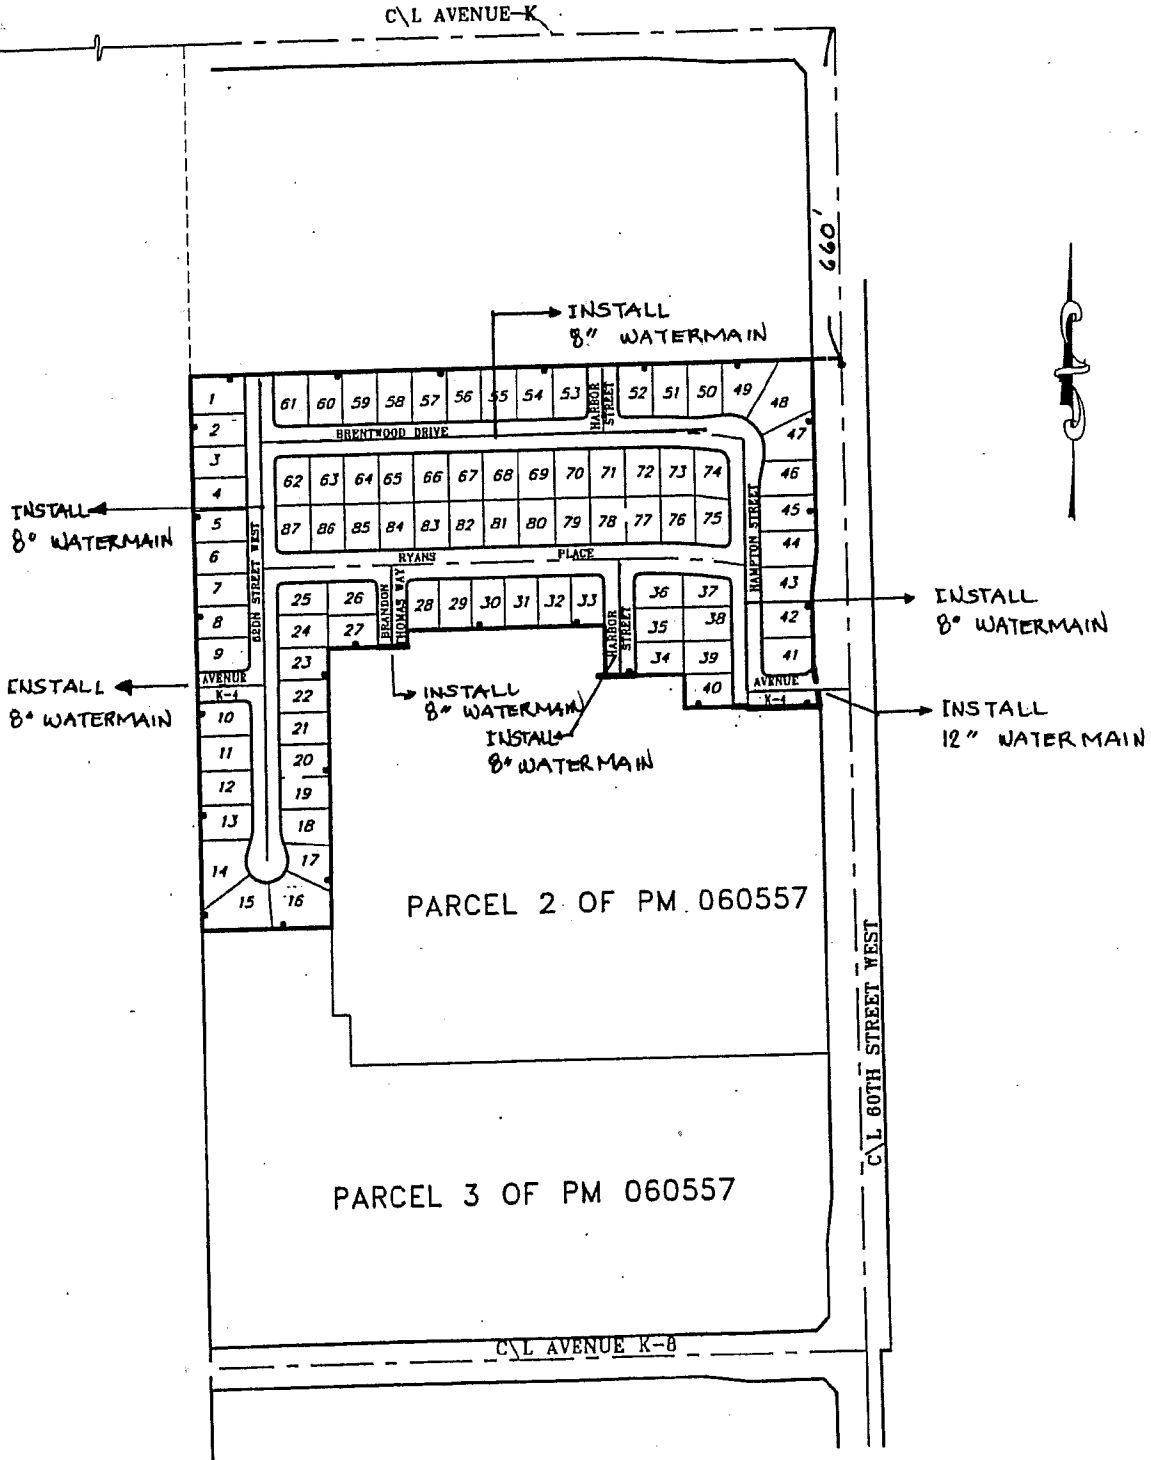 C\L AVENUE-K
660'
INSTALL
8" WATERMAIN
1
2
3
4
5
6
7
8
9
61 60 59 58 57 56 55 54 53
HARBOR
STREET
52 51 50 49 48
47
46
45
44
43
42
41
BRENTWOOD DRIVE
62 63 64 65 66 67 68 69 70 71 72 73 74
87 86 85 84 83 82 81 80 79 78 77 76 75
INSTALL
8" WATERMAIN
STREET WEST
HAMPTON STREET
RYANS PLACE
25 26
24 27
23
22
21
20
19
18
17
BRANDON
THOMAS WAY
28 29 30 31 32 33
HARBOR
STREET
36 37
35 38
34 39
40
INSTALL
8" WATERMAIN
AVENUE
K-4
INSTALL
8" WATERMAIN
10
11
12
13
14
15 16
INSTALL
8" WATERMAIN
INSTALL
8" WATERMAIN
AVENUE
K-4
INSTALL
12" WATERMAIN
PARCEL 2 OF PM 060557
C\L 60TH STREET WEST
PARCEL 3 OF PM 060557
C\L AVENUE K-8